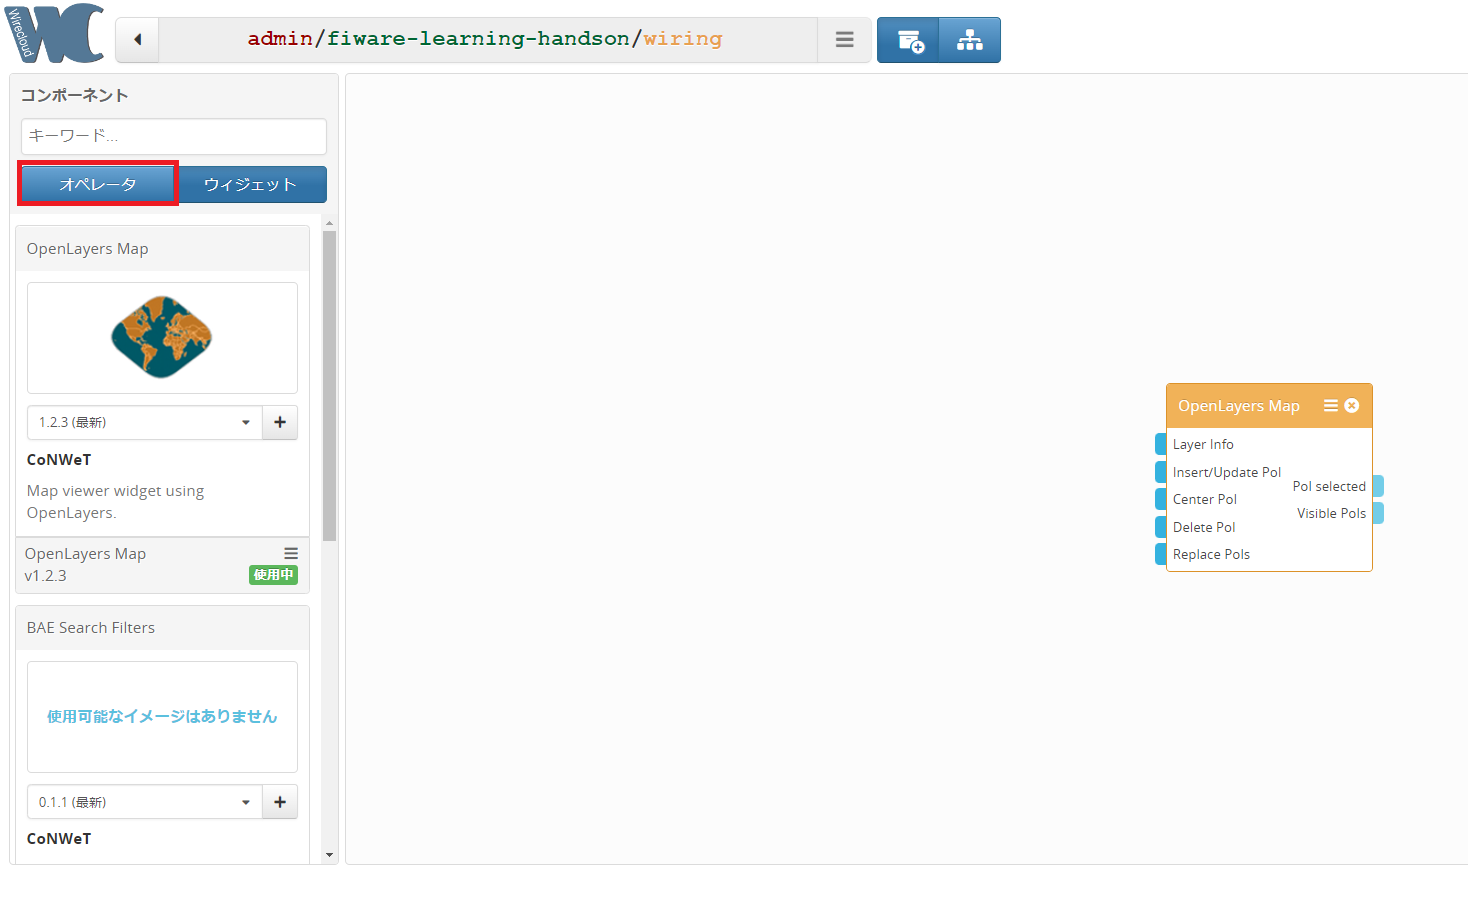 WC
Wirecloud
admin/fiware-learning-handson/wiring
コンポーネント
キーワード...
オペレータ
ウィジェット
OpenLayers Map
1.2.3 (最新)
CoNWeT
Map viewer widget using
OpenLayers.
OpenLayers Map
v1.2.3
使用中
BAE Search Filters
使用可能なイメージはありません
0.1.1 (最新)
CoNWeT
OpenLayers Map
Layer Info
Insert/Update PoI
Center PoI
Delete PoI
Replace PoIs
PoI selected
Visible PoIs